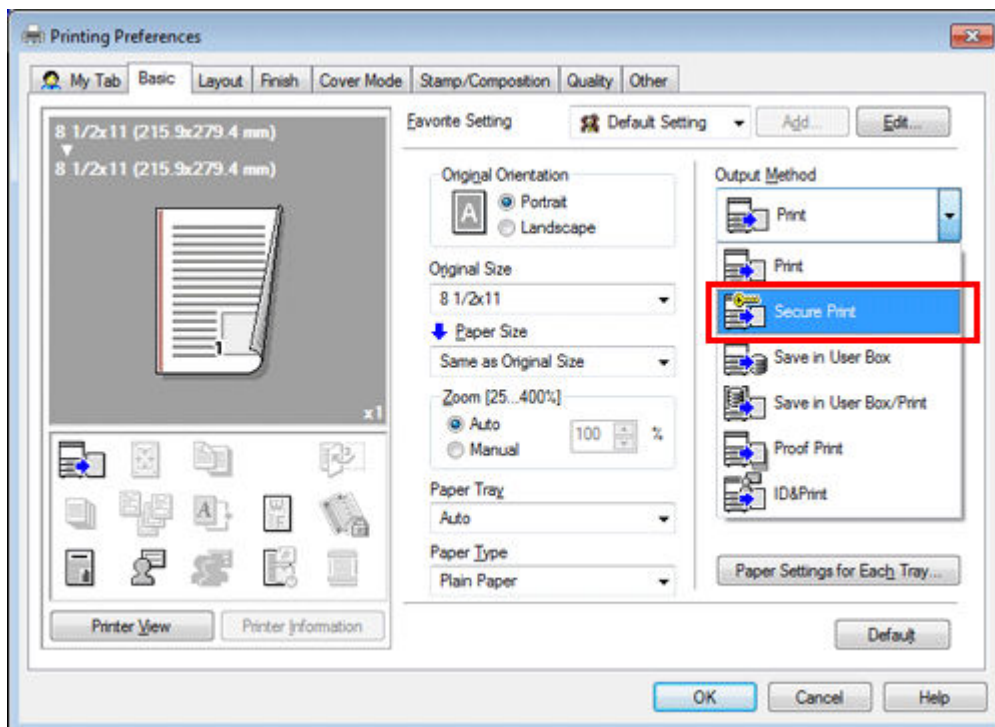 Printing Preferences
My Tab Basic Layout Finish Cover Mode Stamp/Composition Quality Other
8 1/2x11 (215.9x279.4 mm)
8 1/2x11 (215.9x279.4 mm)
1
x1
Printer View Printer Information
Favorite Setting Default Setting Add... Edit...
Original Orientation
A
Portrait
Landscape
Original Size
8 1/2x11
Paper Size
Same as Original Size
Zoom [25...400%]
Auto
Manual
100 %
Paper Tray
Auto
Paper Type
Plain Paper
Output Method
Print
Print
Secure Print
Save in User Box
Save in User Box/Print
Proof Print
ID&Print
Paper Settings for Each Tray...
Default
OK Cancel Help